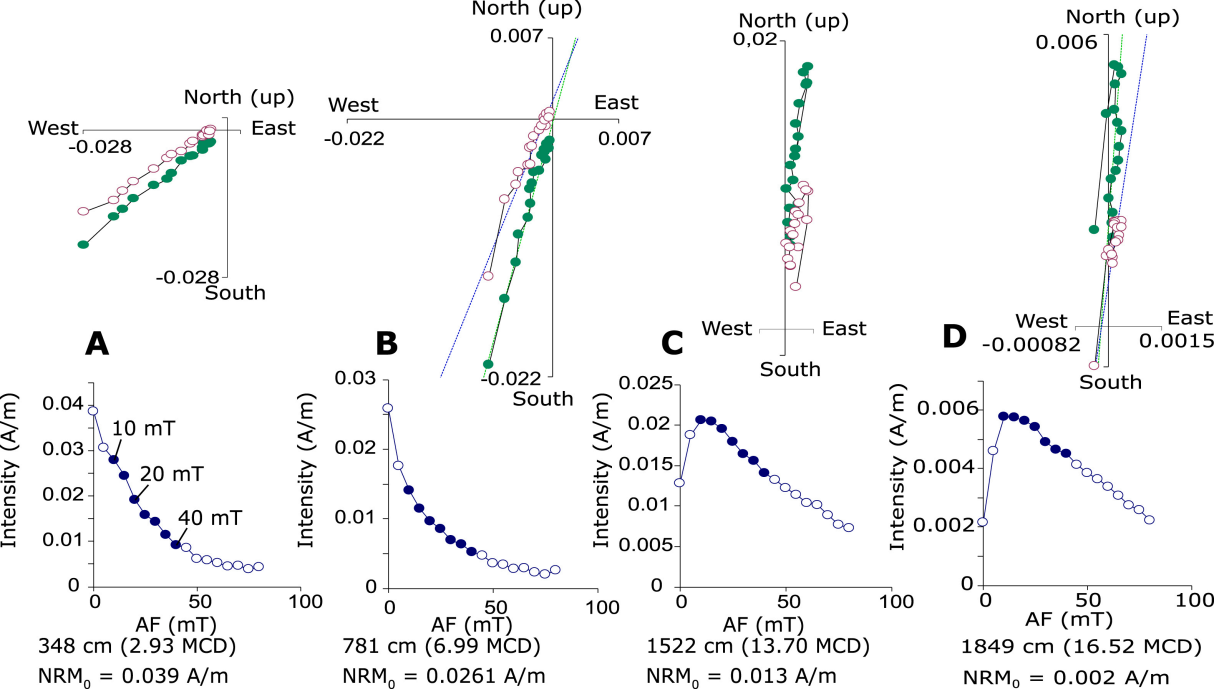 North (up)
0.007
West
East
-0.022
0.007
-0.022
South
North (up)
West
East
-0.028
-0.028
South
North (up)
0,02
West
East
South
North (up)
0.006
West
East
-0.00082
0.0015
South
A
B
C
D
Intensity (A/m)
0.04
0.03
0.02
0.01
0
10 mT
20 mT
40 mT
0
50
100
AF (mT)
348 cm (2.93 MCD)
NRM0 = 0.039 A/m
Intensity (A/m)
0.03
0.02
0.01
0
0
50
100
AF (mT)
781 cm (6.99 MCD)
NRM0 = 0.0261 A/m
Intensity (A/m)
0.025
0.02
0.015
0.01
0.005
0
0
50
100
AF (mT)
1522 cm (13.70 MCD)
NRM0 = 0.013 A/m
Intensity (A/m)
0.006
0.004
0.002
0
0
50
100
AF (mT)
1849 cm (16.52 MCD)
NRM0 = 0.002 A/m